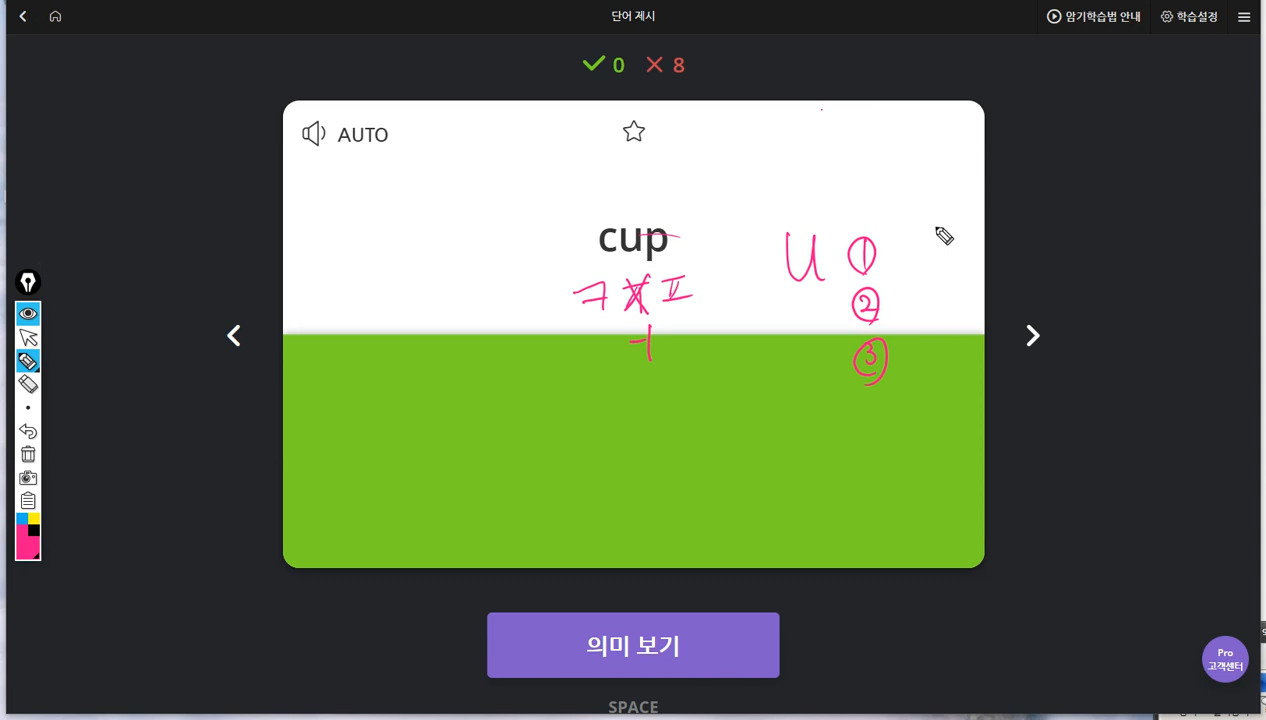 단어 제시
암기학습법 안내
학습설정
0
8
AUTO
cup
ㅋ ㅍ
ㅓ
U ①
②
③
의미 보기
SPACE
Pro
고객센터